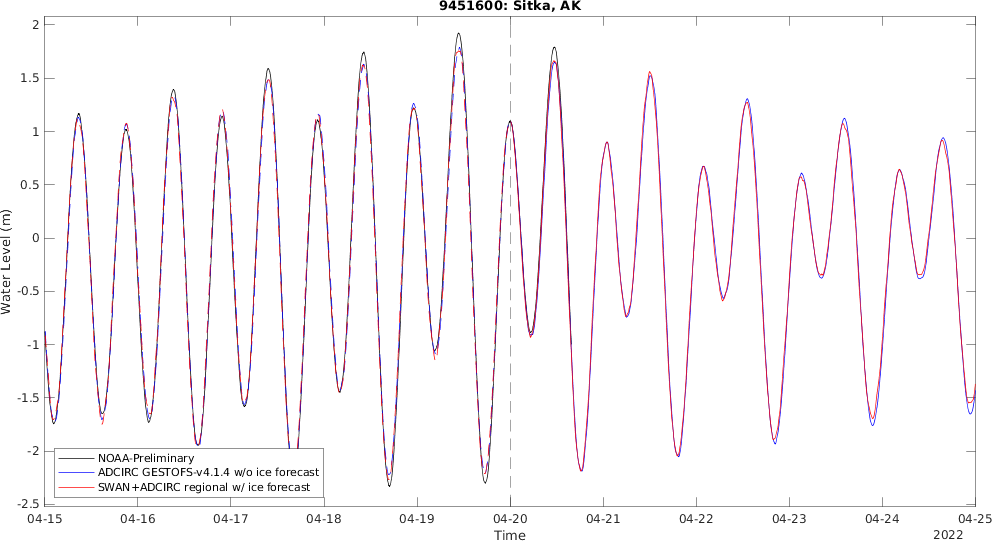 9451600: Sitka, AK
2
1.5
1
0.5
0
-0.5
-1
-1.5
-2
-2.5
Water Level (m)
NOAA-Preliminary
ADCIRC GESTOFS-v4.1.4 w/o ice forecast
SWAN+ADCIRC regional w/ ice forecast
04-15 04-16 04-17 04-18 04-19 04-20 04-21 04-22 04-23 04-24 04-25
Time
2022